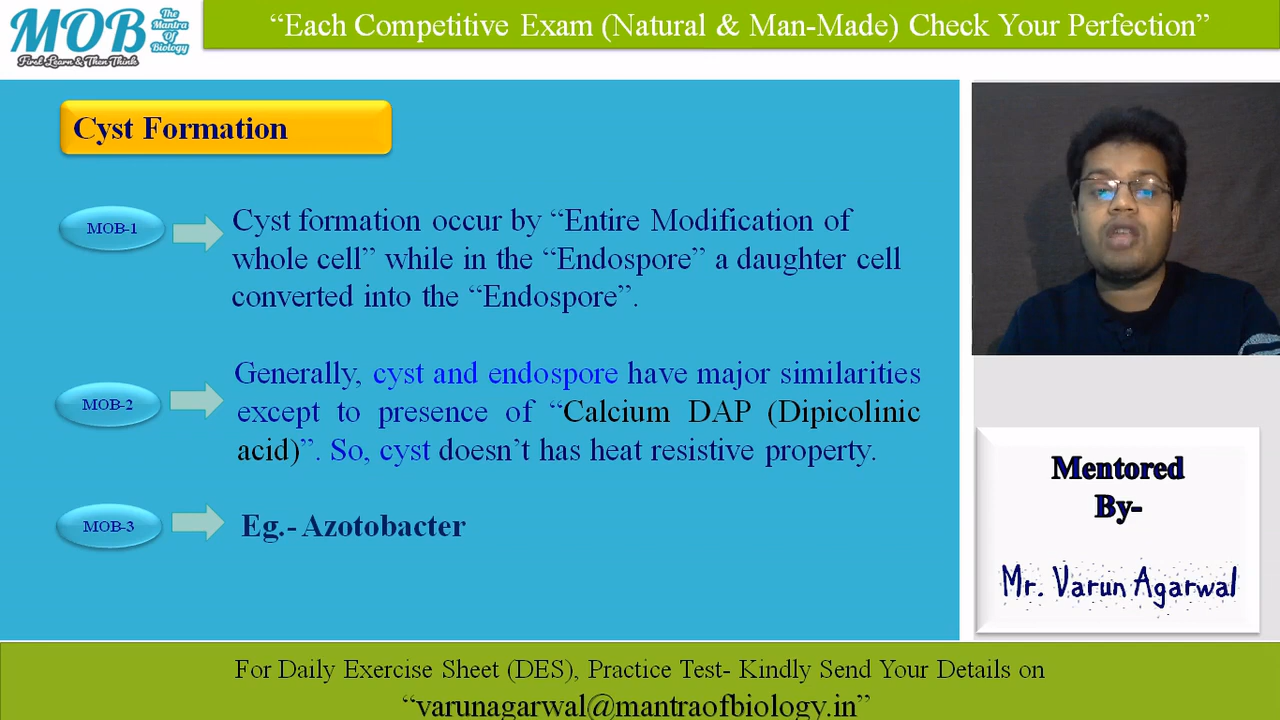 MOB
The
Mantra
Of
Biology
First Learn & Then Think
“Each Competitive Exam (Natural & Man-Made) Check Your Perfection”
Cyst Formation
MOB-1
Cyst formation occur by “Entire Modification of
whole cell” while in the “Endospore” a daughter cell
converted into the “Endospore”.
MOB-2
Generally, cyst and endospore have major similarities
except to presence of “Calcium DAP (Dipicolinic
acid)”. So, cyst doesn’t has heat resistive property.
MOB-3
Eg.- Azotobacter
Mentored
By-
Mr. Varun Agarwal
For Daily Exercise Sheet (DES), Practice Test- Kindly Send Your Details on
“varunagarwal@mantraofbiology.in”